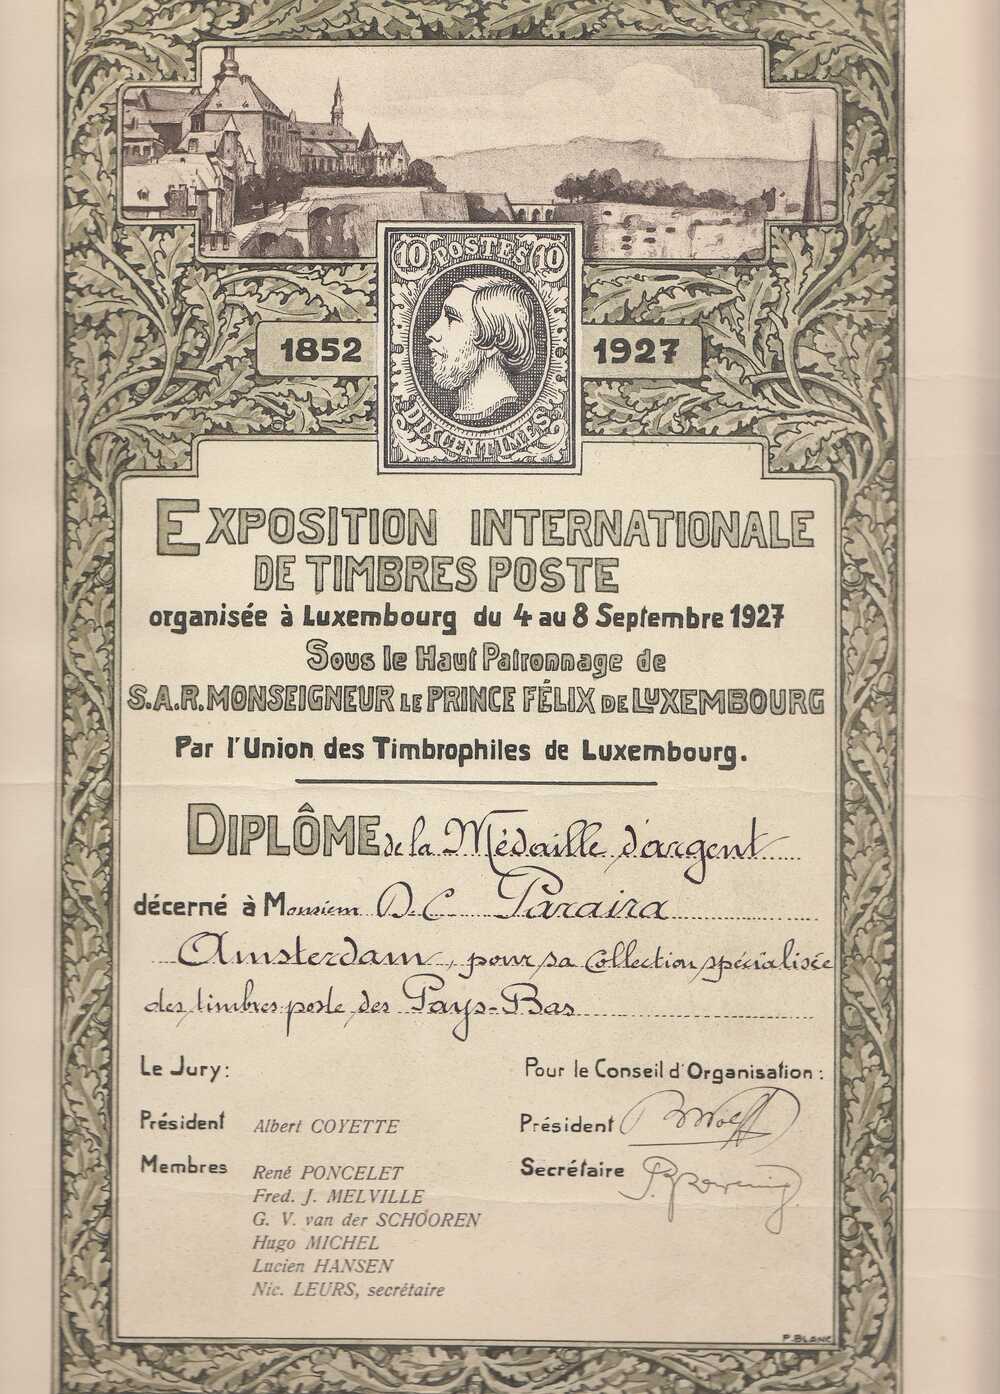 10 POSTES 10
DIX CENTIMES
1852 1927
EXPOSITION INTERNATIONALE
DE TIMBRES POSTE
organisée à Luxembourg du 4 au 8 Septembre 1927
Sous le Haut Patronnage de
S.A.R. MONSEIGNEUR LE PRINCE FÉLIX DE LUXEMBOURG
Par l'Union des Timbrophiles de Luxembourg.
DIPLÔME de la Médaille d'argent
décerné à Monsieur D. C. Paraira
Amsterdam, pour sa Collection spécialisée
des timbres poste des Pays-Bas
Le Jury:
Pour le Conseil d'Organisation:
Président Albert COYETTE
Président
Membres René PONCELET
Secrétaire
Fred. J. MELVILLE
G. V. van der SCHOOREN
Hugo MICHEL
Lucien HANSEN
Nic. LEURS, secrétaire
P. BLANC